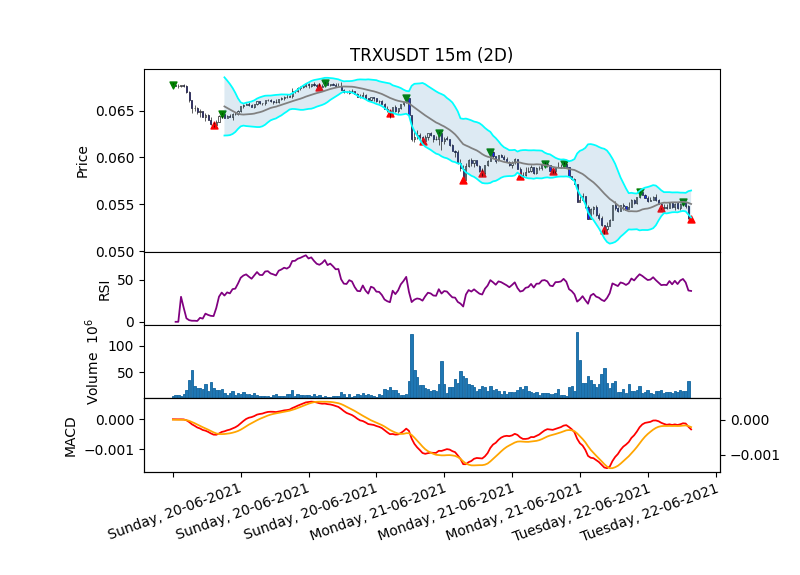 TRXUSDT 15m (2D)
Price
0.065
0.060
0.055
0.050
RSI
50
0
Volume 10^6
100
50
MACD
0.000
−0.001
0.000
−0.001
Sunday, 20-06-2021
Sunday, 20-06-2021
Sunday, 20-06-2021
Monday, 21-06-2021
Monday, 21-06-2021
Monday, 21-06-2021
Tuesday, 22-06-2021
Tuesday, 22-06-2021